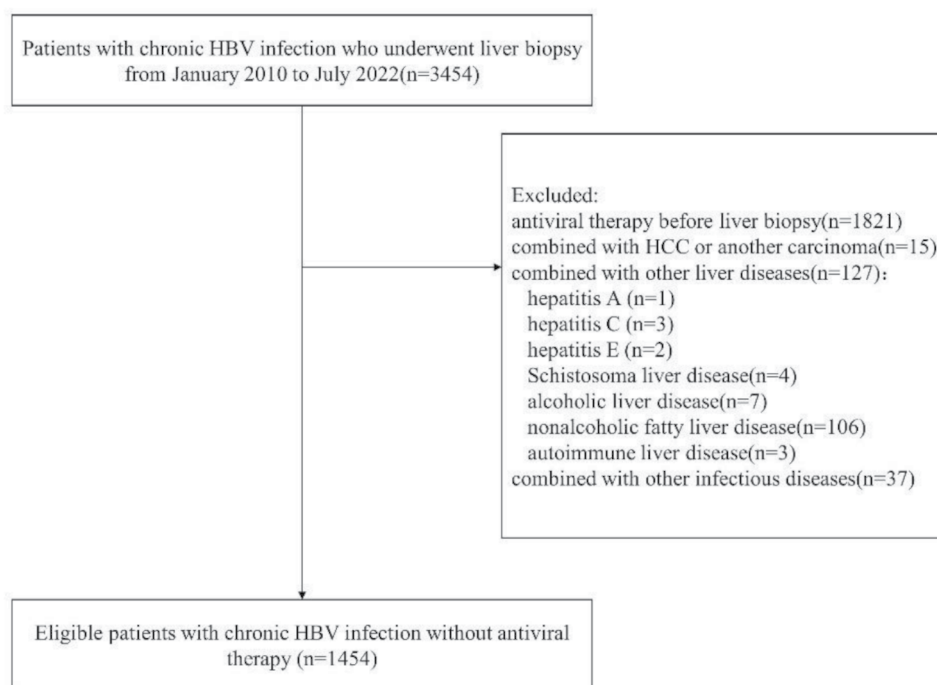 Patients with chronic HBV infection who underwent liver biopsy
from January 2010 to July 2022(n=3454)
Excluded:
antiviral therapy before liver biopsy(n=1821)
combined with HCC or another carcinoma(n=15)
combined with other liver diseases(n=127):
hepatitis A (n=1)
hepatitis C (n=3)
hepatitis E (n=2)
Schistosoma liver disease(n=4)
alcoholic liver disease(n=7)
nonalcoholic fatty liver disease(n=106)
autoimmune liver disease(n=3)
combined with other infectious diseases(n=37)
Eligible patients with chronic HBV infection without antiviral
therapy (n=1454)